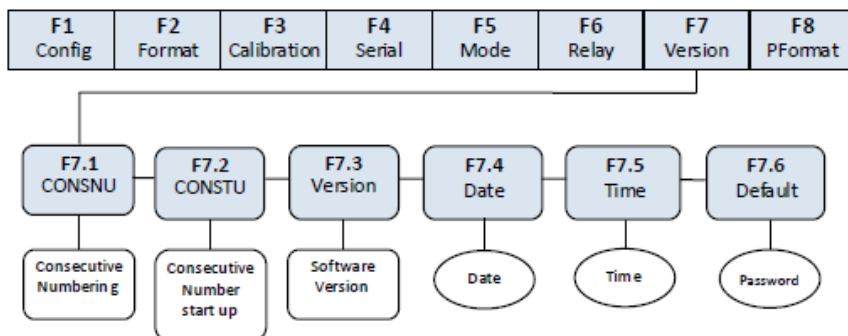 F1 F2 F3 F4 F5 F6 F7 F8
Config Format Calibration Serial Mode Relay Version PFormat
F7.1 F7.2 F7.3 F7.4 F7.5 F7.6
CONSNU CONSTU Version Date Time Default
Consecutive
Numbering
Consecutive
Number
start up
Software
Version
Date
Time
Password